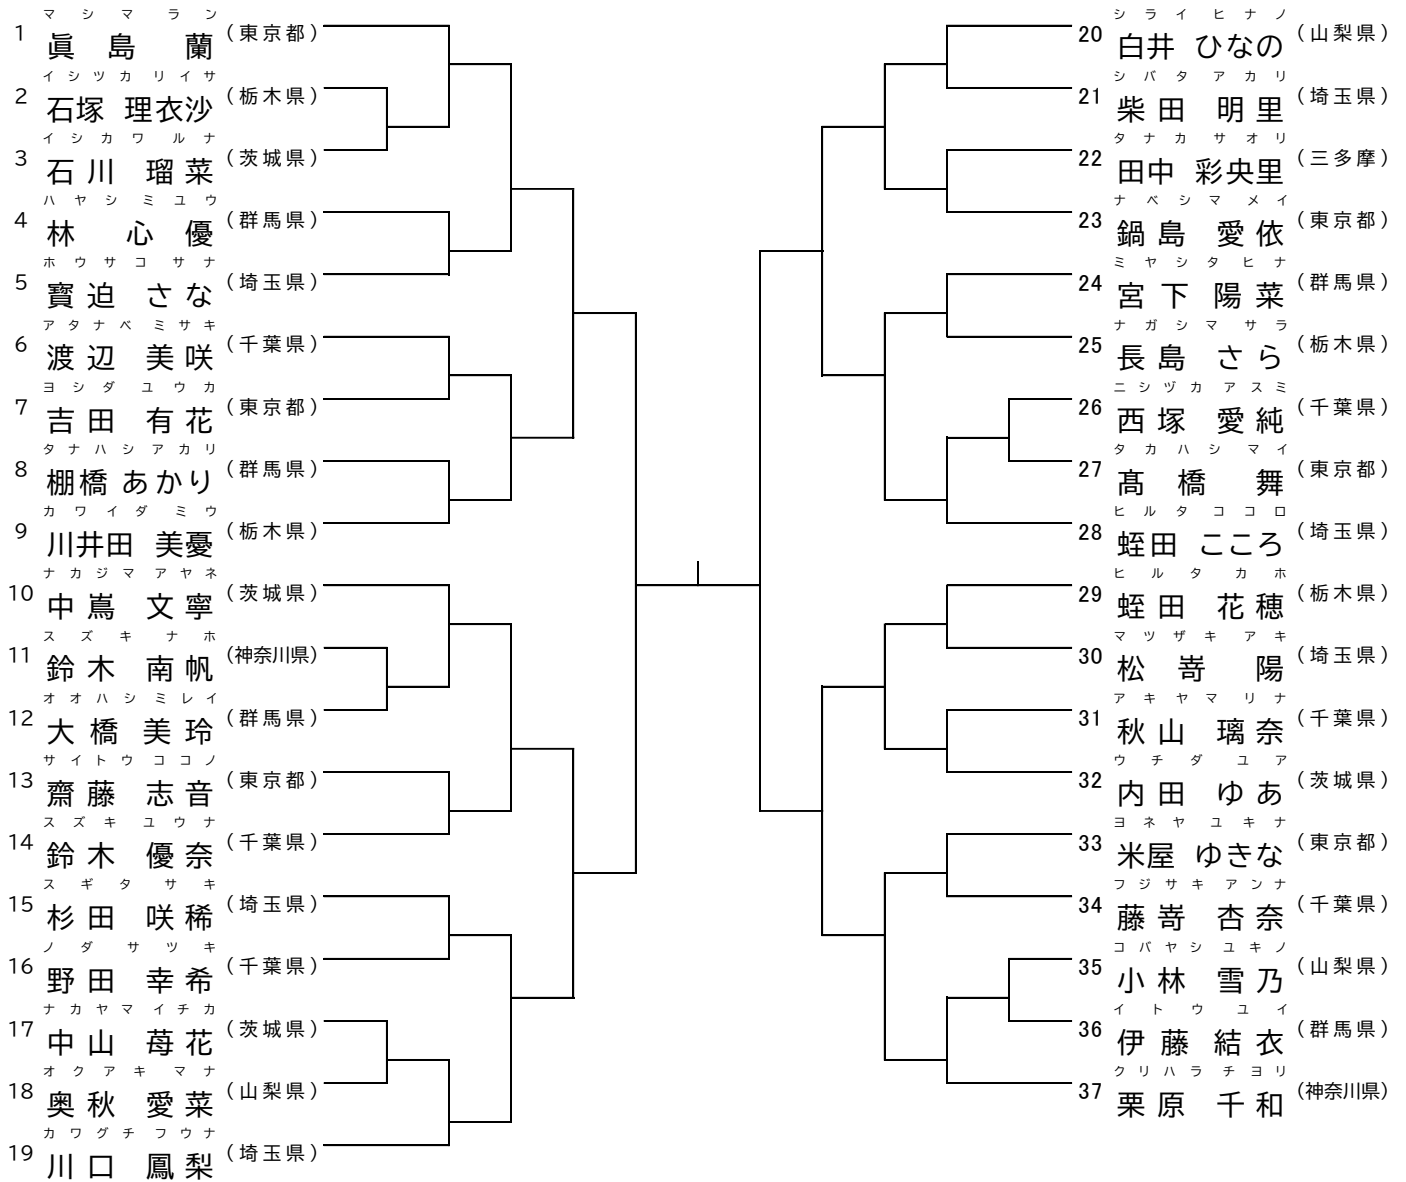 マシマ ラン
1 眞島 蘭 (東京都)
イシツカ リイサ
2 石塚 理衣沙 (栃木県)
イシカワ ルナ
3 石川 瑠菜 (茨城県)
ハヤシ ミユウ
4 林 心優 (群馬県)
ホウサコ サナ
5 寳迫 さな (埼玉県)
アタナベ ミサキ
6 渡辺 美咲 (千葉県)
ヨシダ ユウカ
7 吉田 有花 (東京都)
タナハシ アカリ
8 棚橋 あかり (群馬県)
カワイダ ミウ
9 川井田 美憂 (栃木県)
ナカジマ アヤネ
10 中嶌 文寧 (茨城県)
スズキ ナホ
11 鈴木 南帆 (神奈川県)
オオハシ ミレイ
12 大橋 美玲 (群馬県)
サイトウ ココノ
13 齋藤 志音 (東京都)
スズキ ユウナ
14 鈴木 優奈 (千葉県)
スギタ サキ
15 杉田 咲稀 (埼玉県)
ノダ サツキ
16 野田 幸希 (千葉県)
ナカヤマ イチカ
17 中山 苺花 (茨城県)
オクアキ マナ
18 奥秋 愛菜 (山梨県)
カワグチ フウナ
19 川口 鳳梨 (埼玉県)
シライ ヒナノ
20 白井 ひなの (山梨県)
シバタ アカリ
21 柴田 明里 (埼玉県)
タナカ サオリ
22 田中 彩央里 (三多摩)
ナベシマ メイ
23 鍋島 愛依 (東京都)
ミヤシタ ヒナ
24 宮下 陽菜 (群馬県)
ナガシマ サラ
25 長島 さら (栃木県)
ニシヅカ アスミ
26 西塚 愛純 (千葉県)
タカハシ マイ
27 髙橋 舞 (東京都)
ヒルタ ココロ
28 蛭田 こころ (埼玉県)
ヒルタ カホ
29 蛭田 花穂 (栃木県)
マツザキ アキ
30 松嵜 陽 (埼玉県)
アキヤマ リナ
31 秋山 璃奈 (千葉県)
ウチダ ユア
32 内田 ゆあ (茨城県)
ヨネヤ ユキナ
33 米屋 ゆきな (東京都)
フジサキ アンナ
34 藤嵜 杏奈 (千葉県)
コバヤシ ユキノ
35 小林 雪乃 (山梨県)
イトウ ユイ
36 伊藤 結衣 (群馬県)
クリハラ チヨリ
37 栗原 千和 (神奈川県)